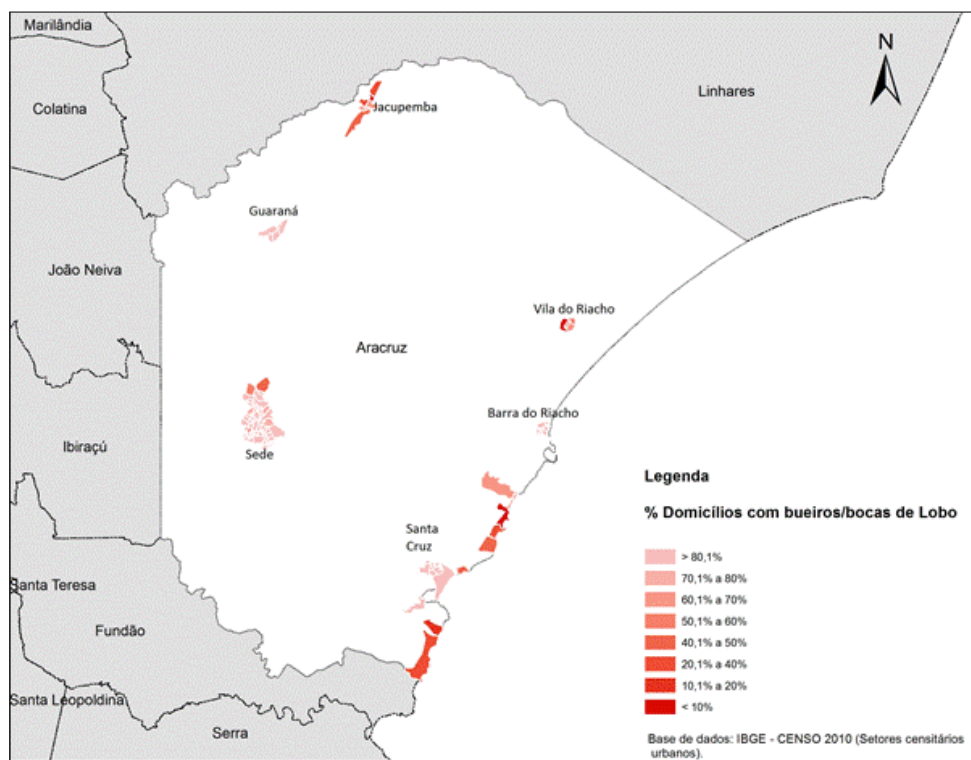 Marilândia
N
Linhares
Colatina
Jacupemba
Guaraná
João Neiva
Vila do Riacho
Aracruz
Barra do Riacho
Ibiraçú
Sede
Legenda
% Domicílios com bueiros/bocas de Lobo
Santa
Cruz
> 80,1%
70,1% a 80%
60,1% a 70%
50,1% a 60%
40,1% a 50%
20,1% a 40%
10,1% a 20%
< 10%
Santa Teresa
Fundão
Santa Leopoldina
Serra
Base de dados: IBGE - CENSO 2010 (Setores censitários
urbanos).